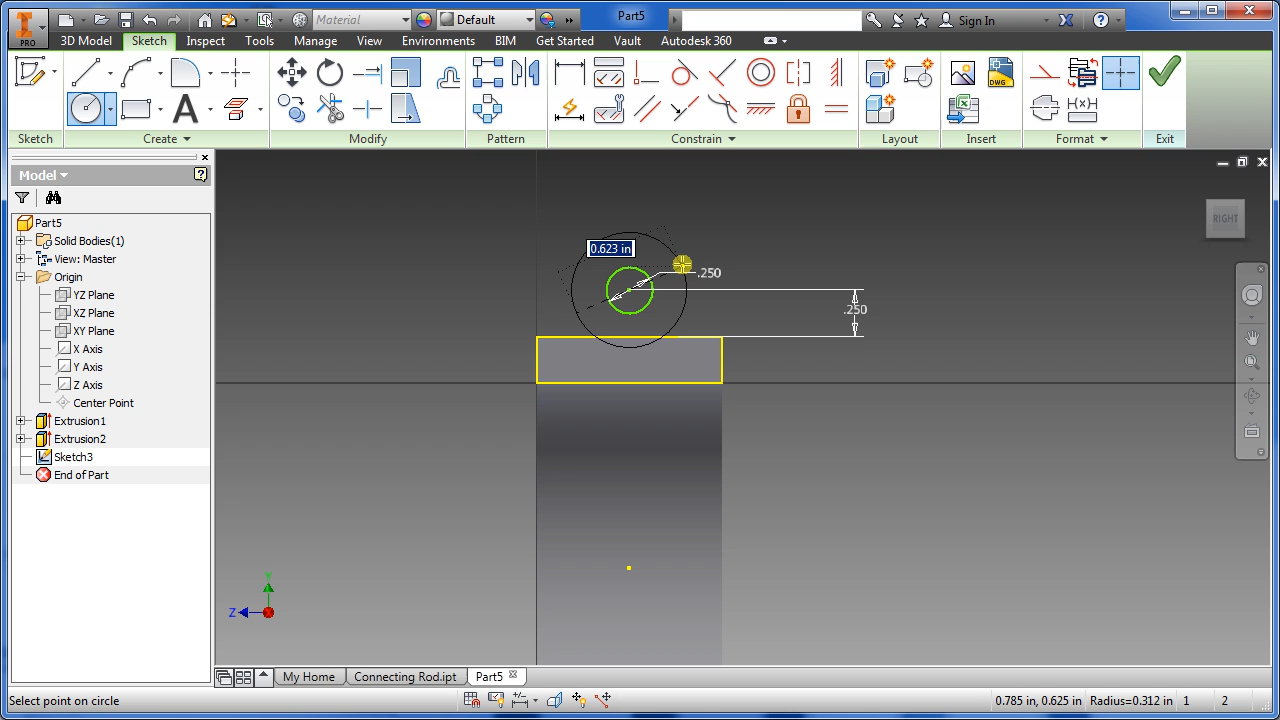 Material
Default
Part5
Sign In
PRO
3D Model
Sketch
Inspect
Tools
Manage
View
Environments
BIM
Get Started
Vault
Autodesk 360
DWG
Sketch
Create
Modify
Pattern
Constrain
Layout
Insert
Format
Exit
Model
Part5
Solid Bodies(1)
View: Master
Origin
YZ Plane
XZ Plane
XY Plane
X Axis
Y Axis
Z Axis
Center Point
Extrusion1
Extrusion2
Sketch3
End of Part
0.623 in
.250
.250
RIGHT
Y
Z
My Home
Connecting Rod.ipt
Part5
Select point on circle
0.785 in, 0.625 in Radius=0.312 in 1 2